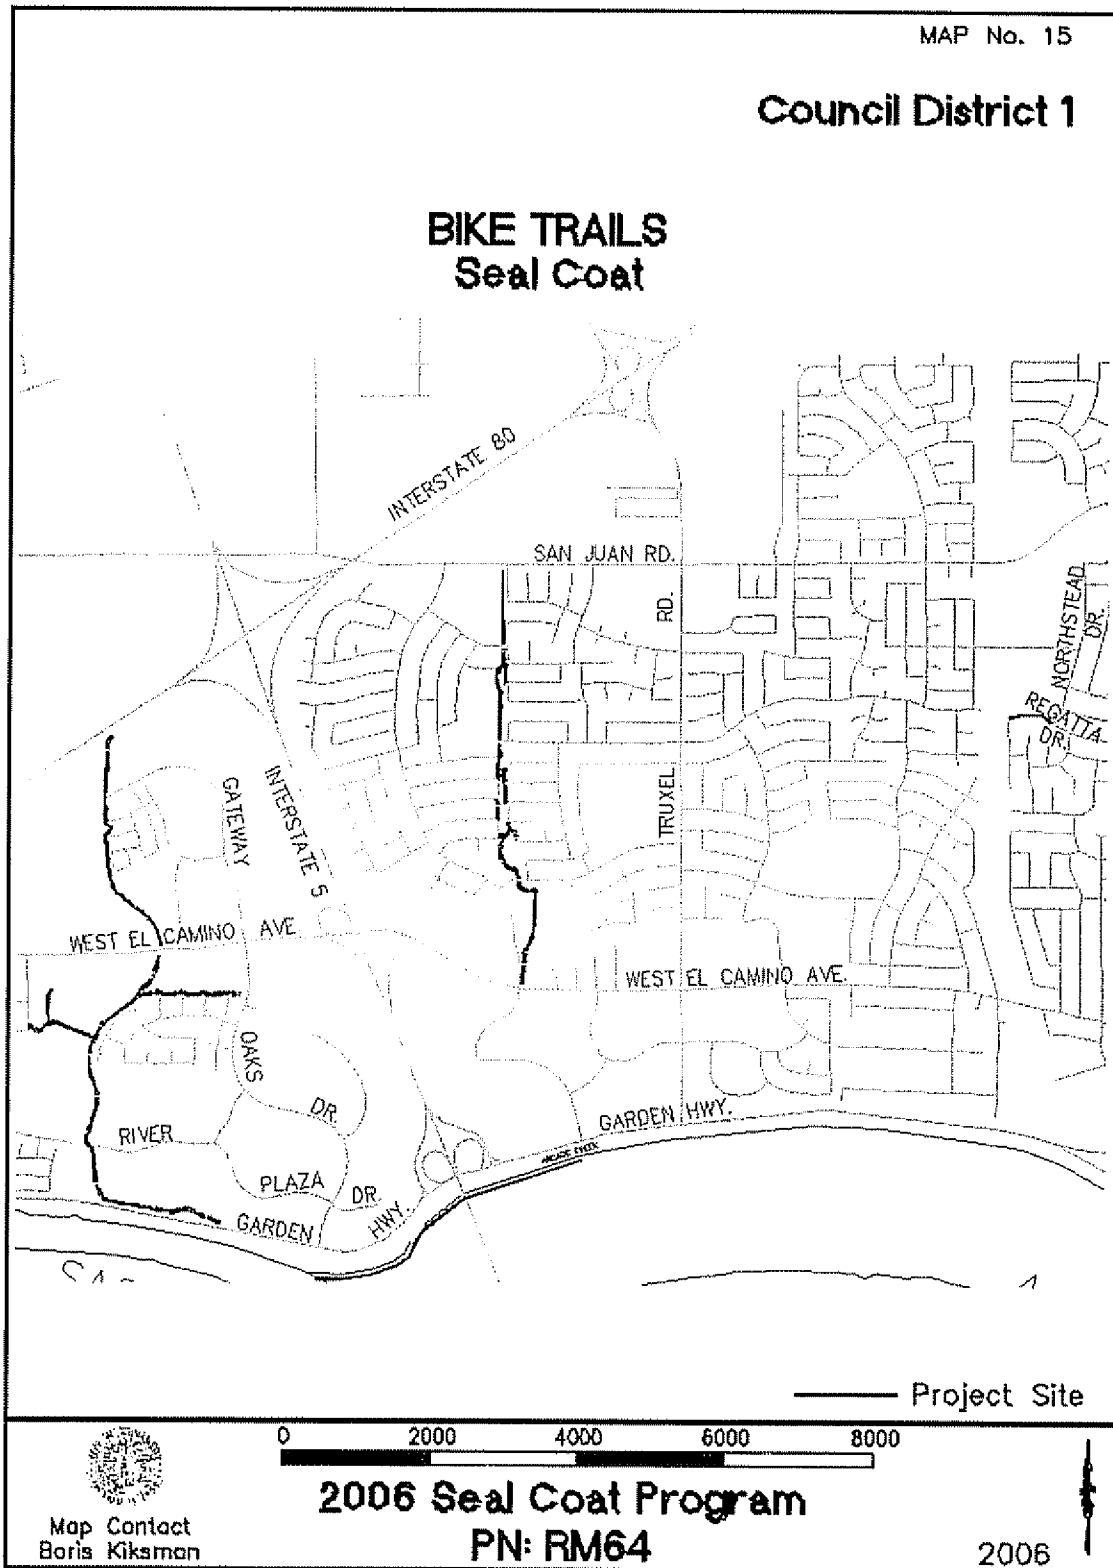 MAP No. 15
Council District 1
BIKE TRAILS
Seal Coat
INTERSTATE 80
SAN JUAN RD.
RD.
NORTHSTEAD
DR.
REGATTA
DR.
GATEWAY
INTERSTATE 5
TRUXEL
WEST EL CAMINO AVE
WEST EL CAMINO AVE.
OAKS
DR.
GARDEN HWY.
RIVER
PLAZA
DR.
GARDEN
HWY.
Project Site
0 2000 4000 6000 8000
2006 Seal Coat Program
PN: RM64
Map Contact
Boris Kiksman
2006